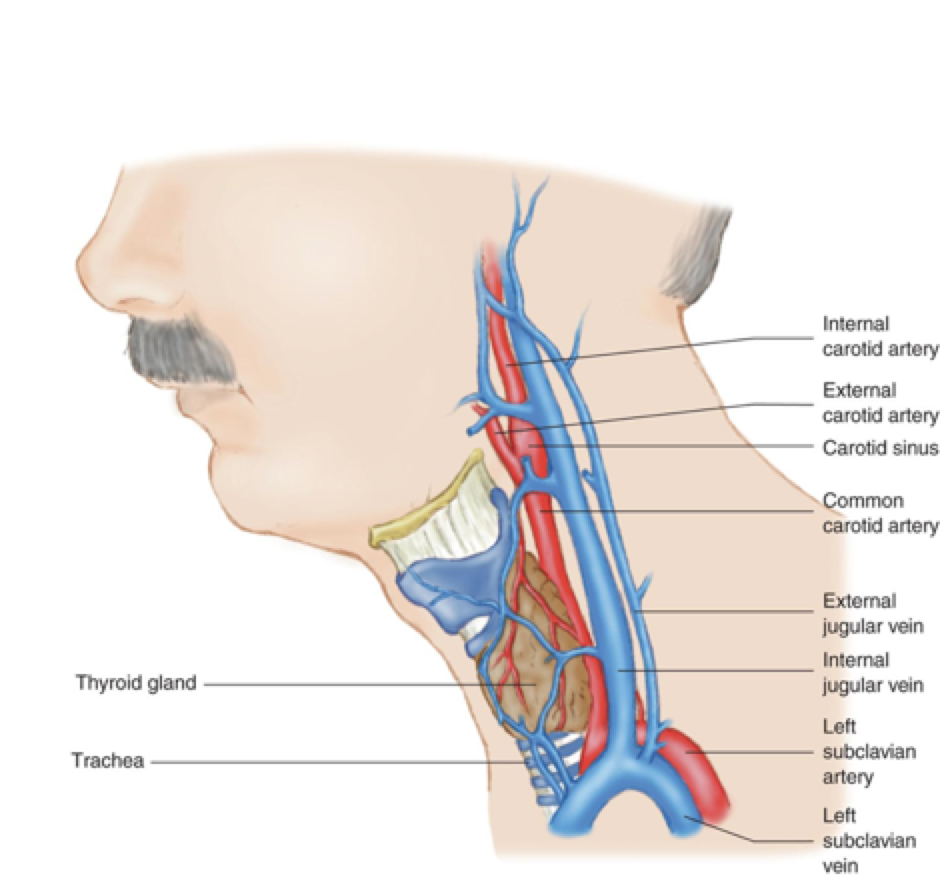 Internal
carotid artery
External
carotid artery
Carotid sinus
Common
carotid artery
External
jugular vein
Internal
jugular vein
Left
subclavian
artery
Left
subclavian
vein
Thyroid gland
Trachea